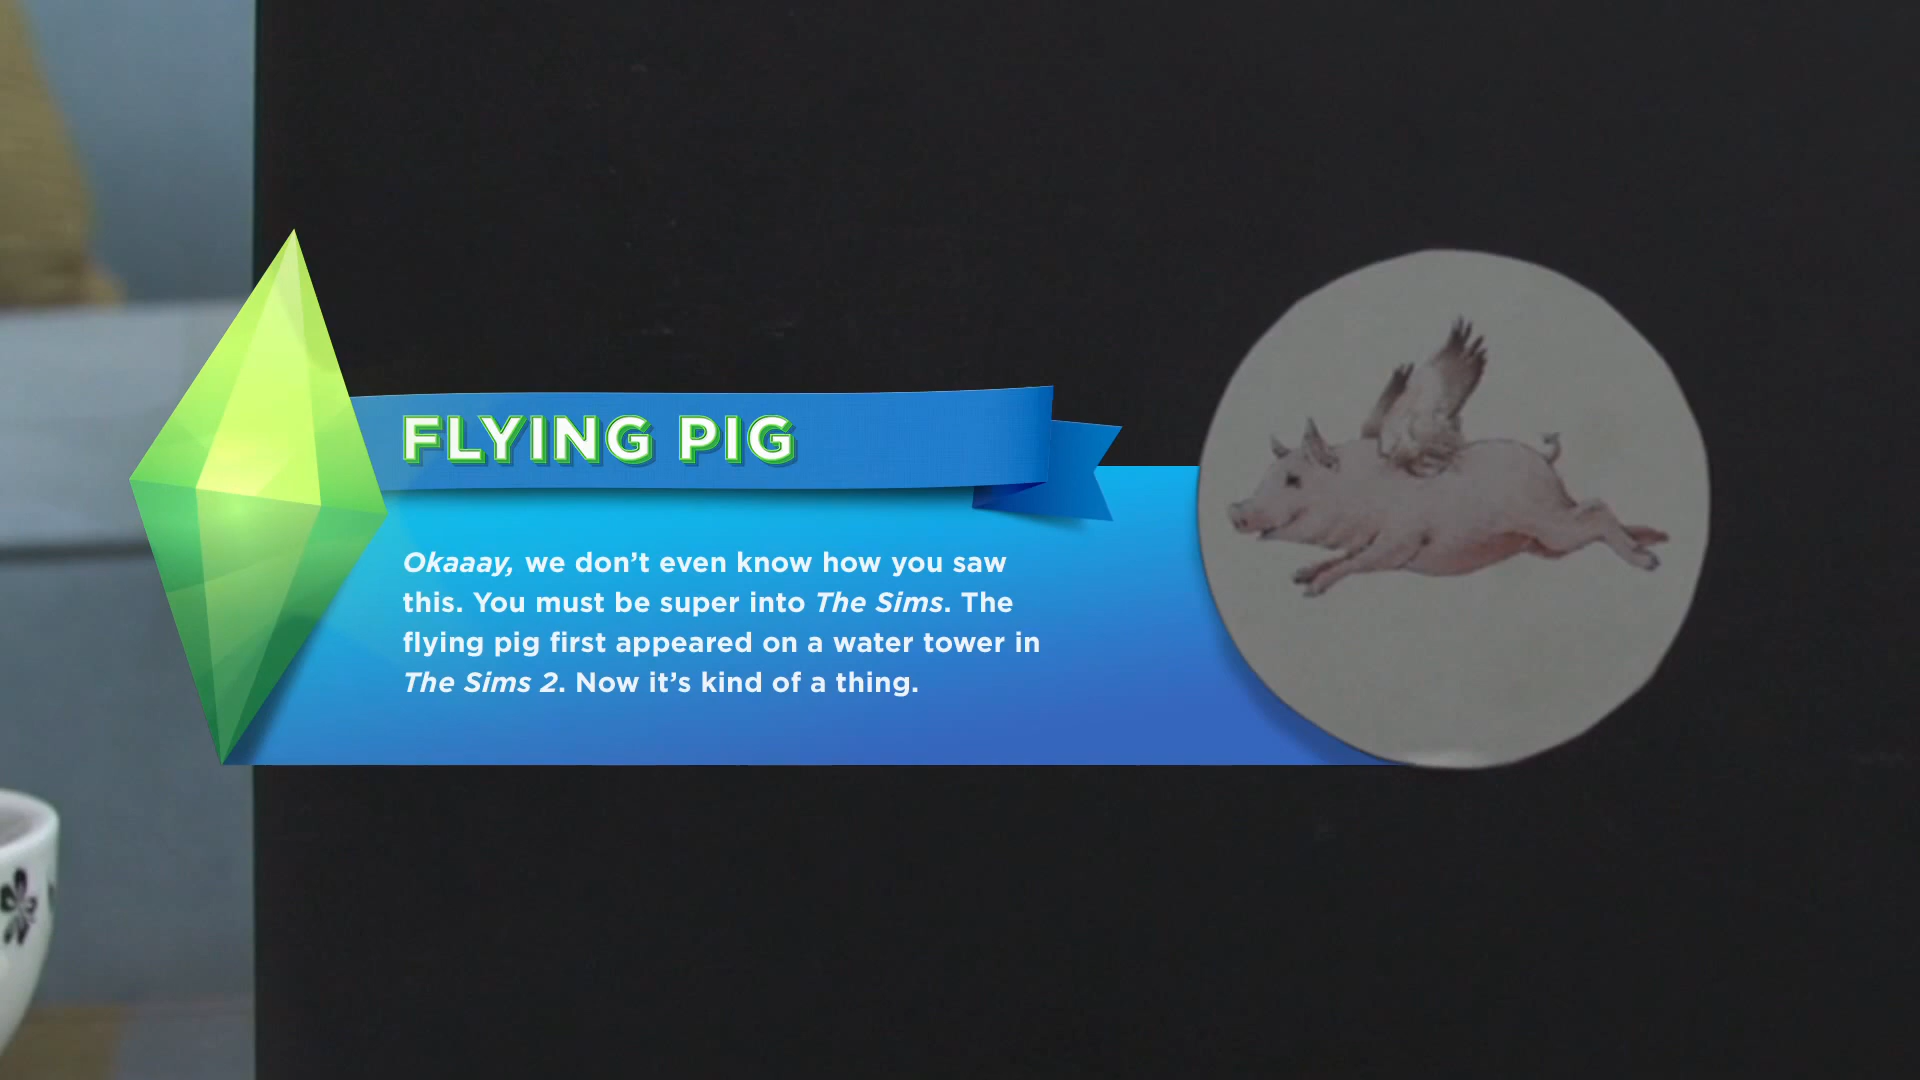 FLYING PIG
Okaaay, we don’t even know how you saw
this. You must be super into The Sims. The
flying pig first appeared on a water tower in
The Sims 2. Now it’s kind of a thing.